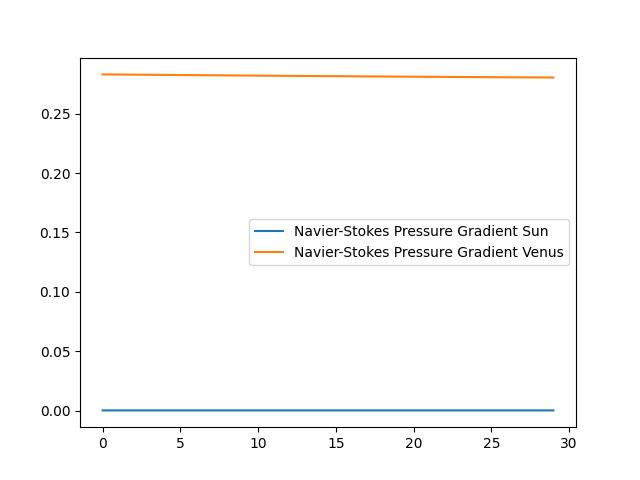 0.25
0.20
0.15
0.10
0.05
0.00
Navier-Stokes Pressure Gradient Sun
Navier-Stokes Pressure Gradient Venus
0 5 10 15 20 25 30